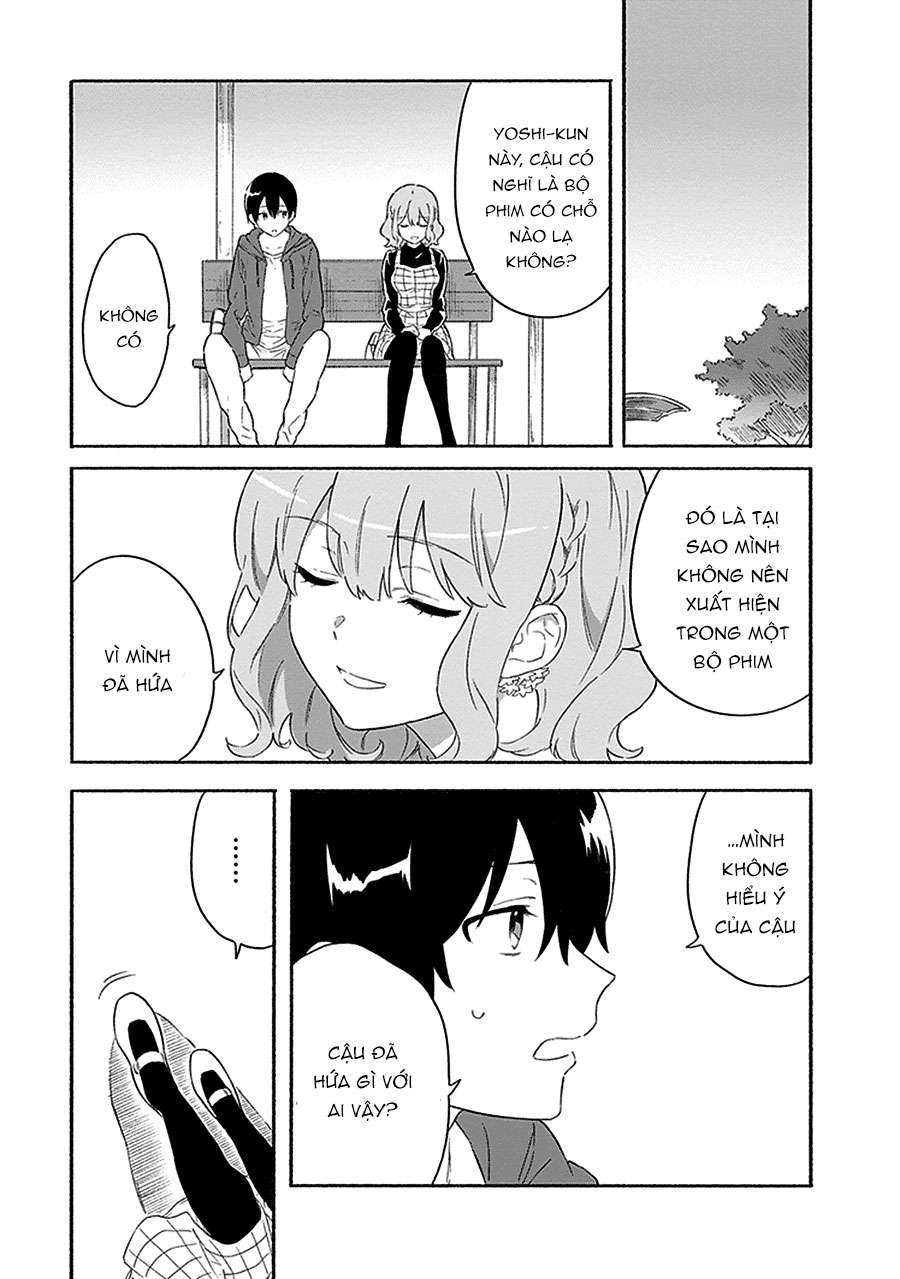 YOSHI-KUN
NÀY, CẬU CÓ
NGHĨ LÀ BỘ
PHIM CÓ CHỖ
NÀO LẠ
KHÔNG?
KHÔNG
CÓ
ĐÓ LÀ TẠI
SAO MÌNH
KHÔNG NÊN
XUẤT HIỆN
TRONG MỘT
BỘ PHIM
VÌ MÌNH
ĐÃ HỨA
...MÌNH
KHÔNG
HIỂU Ý
CỦA CẬU
CẬU ĐÃ
HỨA GÌ VỚI
AI VẬY?
......